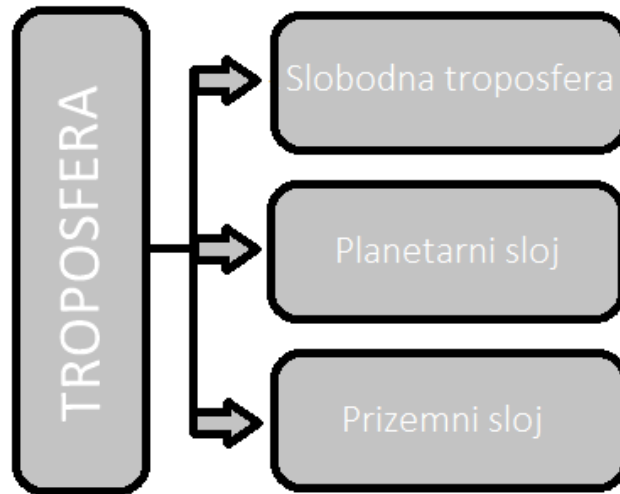 TROPOSFERA
Slobodna troposfera
Planetarni sloj
Prizemni sloj